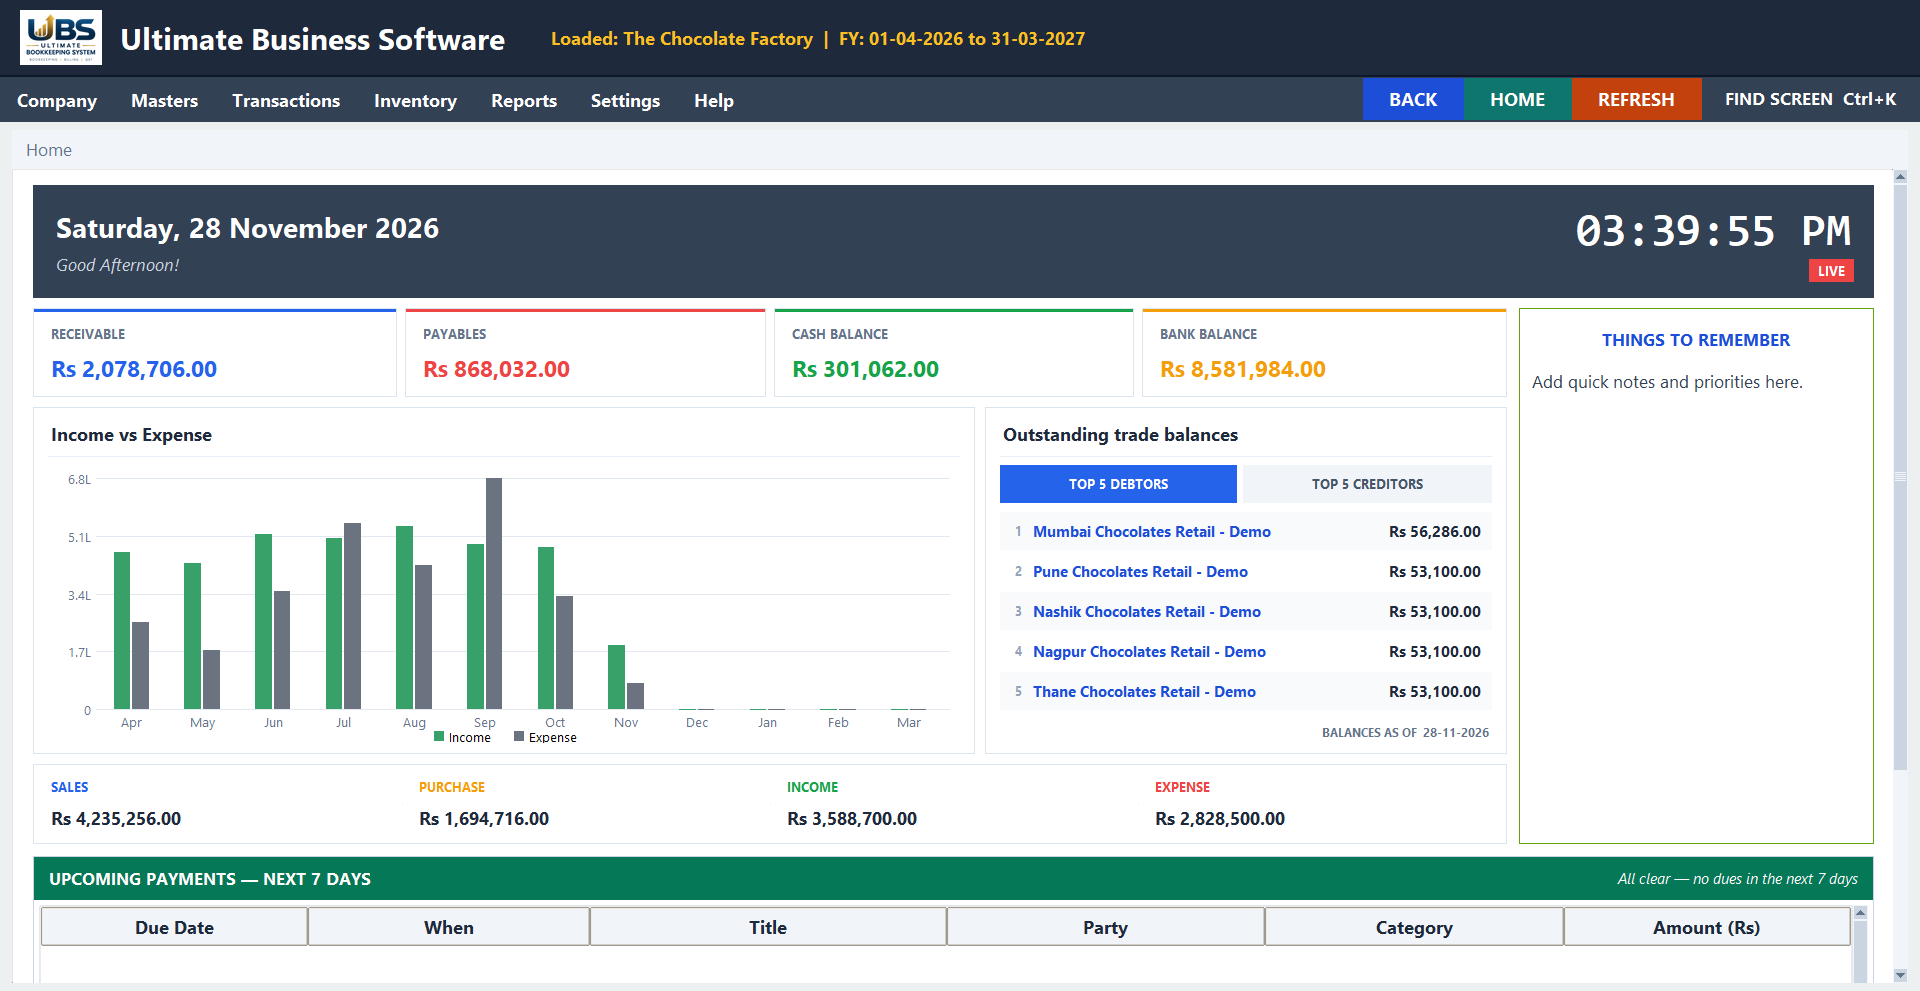 UBS
ULTIMATE
BOOKKEEPING SYSTEM
Ultimate Business Software
Loaded: The Chocolate Factory | FY: 01-04-2026 to 31-03-2027
Company Masters Transactions Inventory Reports Settings Help
BACK HOME REFRESH FIND SCREEN Ctrl+K
Home
Saturday, 28 November 2026
Good Afternoon!
03:39:55 PM
LIVE
RECEIVABLE
Rs 2,078,706.00
PAYABLES
Rs 868,032.00
CASH BALANCE
Rs 301,062.00
BANK BALANCE
Rs 8,581,984.00
THINGS TO REMEMBER
Add quick notes and priorities here.
Income vs Expense
6.8L
5.1L
3.4L
1.7L
0
Apr May Jun Jul Aug Sep Oct Nov Dec Jan Feb Mar
Income Expense
Outstanding trade balances
TOP 5 DEBTORS TOP 5 CREDITORS
1 Mumbai Chocolates Retail - Demo Rs 56,286.00
2 Pune Chocolates Retail - Demo Rs 53,100.00
3 Nashik Chocolates Retail - Demo Rs 53,100.00
4 Nagpur Chocolates Retail - Demo Rs 53,100.00
5 Thane Chocolates Retail - Demo Rs 53,100.00
BALANCES AS OF 28-11-2026
SALES
Rs 4,235,256.00
PURCHASE
Rs 1,694,716.00
INCOME
Rs 3,588,700.00
EXPENSE
Rs 2,828,500.00
UPCOMING PAYMENTS — NEXT 7 DAYS
All clear — no dues in the next 7 days
Due Date When Title Party Category Amount (Rs)